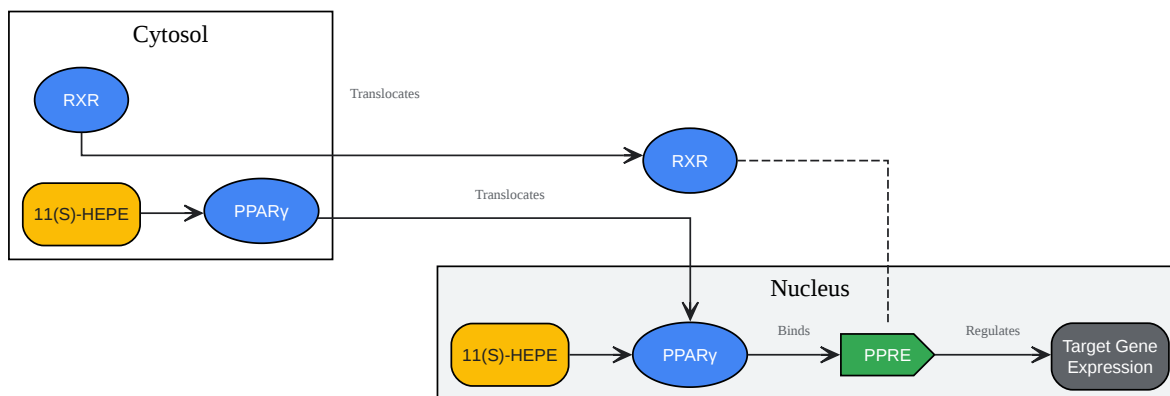 Cytosol
RXR
Translocates
RXR
11(S)-HEPE
PPARγ
Translocates
Nucleus
11(S)-HEPE
PPARγ
Binds
PPRE
Regulates
Target Gene
Expression